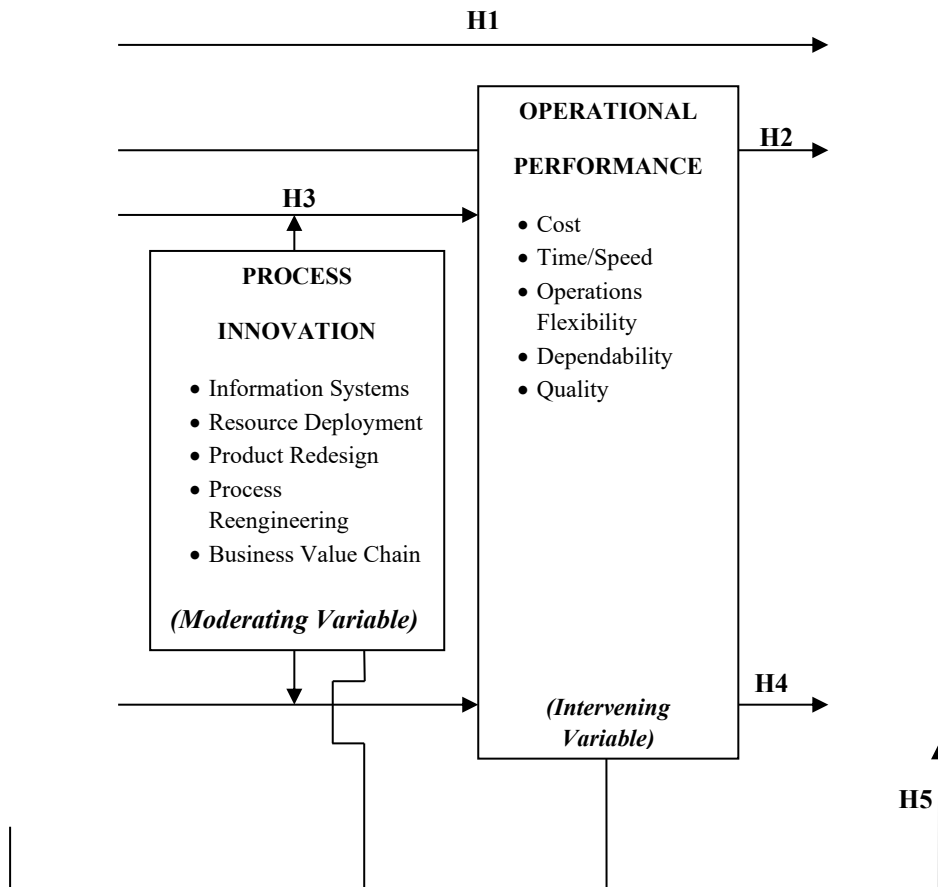 H1
OPERATIONAL
PERFORMANCE
H2
• Cost
• Time/Speed
• Operations
Flexibility
• Dependability
• Quality
H3
PROCESS
INNOVATION
• Information Systems
• Resource Deployment
• Product Redesign
• Process
Reengineering
• Business Value Chain
(Moderating Variable)
H4
(Intervening
Variable)
H5